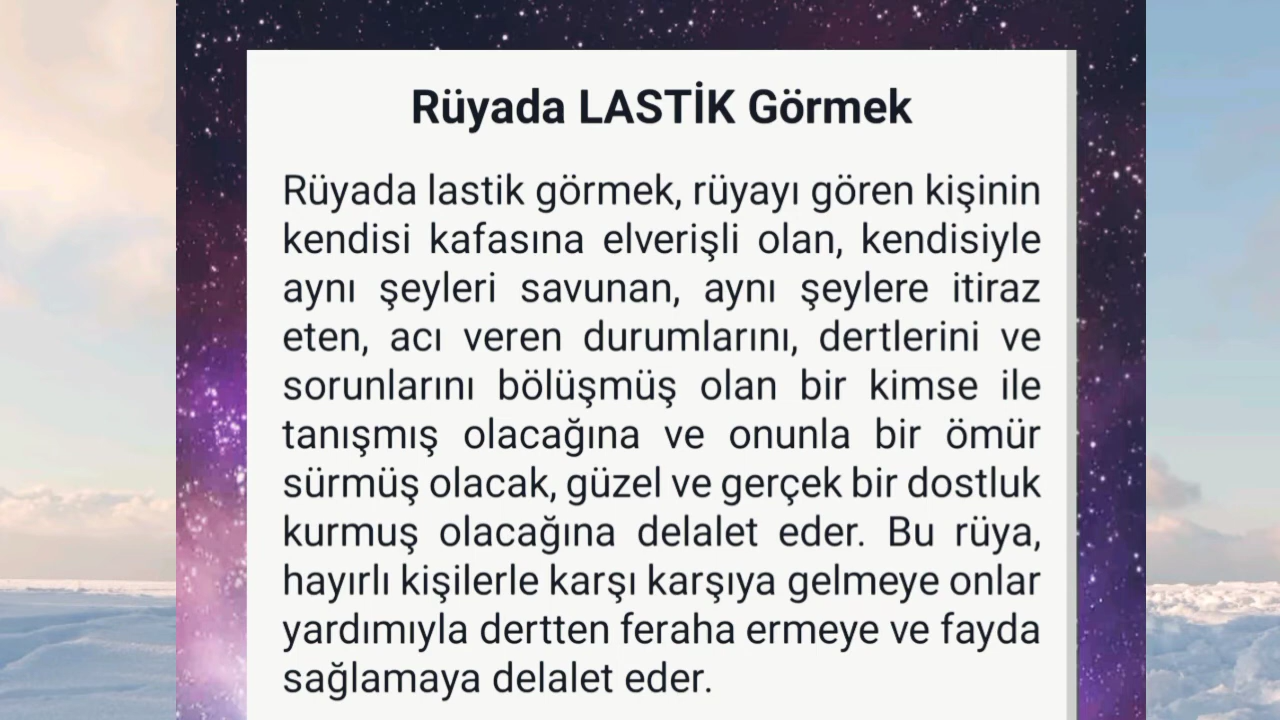 Rüyada LASTİK Görmek
Rüyada lastik görmek, rüyayı gören kişinin
kendisi kafasına elverişli olan, kendisiyle
aynı şeyleri savunan, aynı şeylere itiraz
eten, acı veren durumlarını, dertlerini ve
sorunlarını bölüşmüş olan bir kimse ile
tanışmış olacağına ve onunla bir ömür
sürmüş olacak, güzel ve gerçek bir dostluk
kurmuş olacağına delalet eder. Bu rüya,
hayırlı kişilerle karşı karşıya gelmeye onlar
yardımıyla dertten feraha ermeye ve fayda
sağlamaya delalet eder.